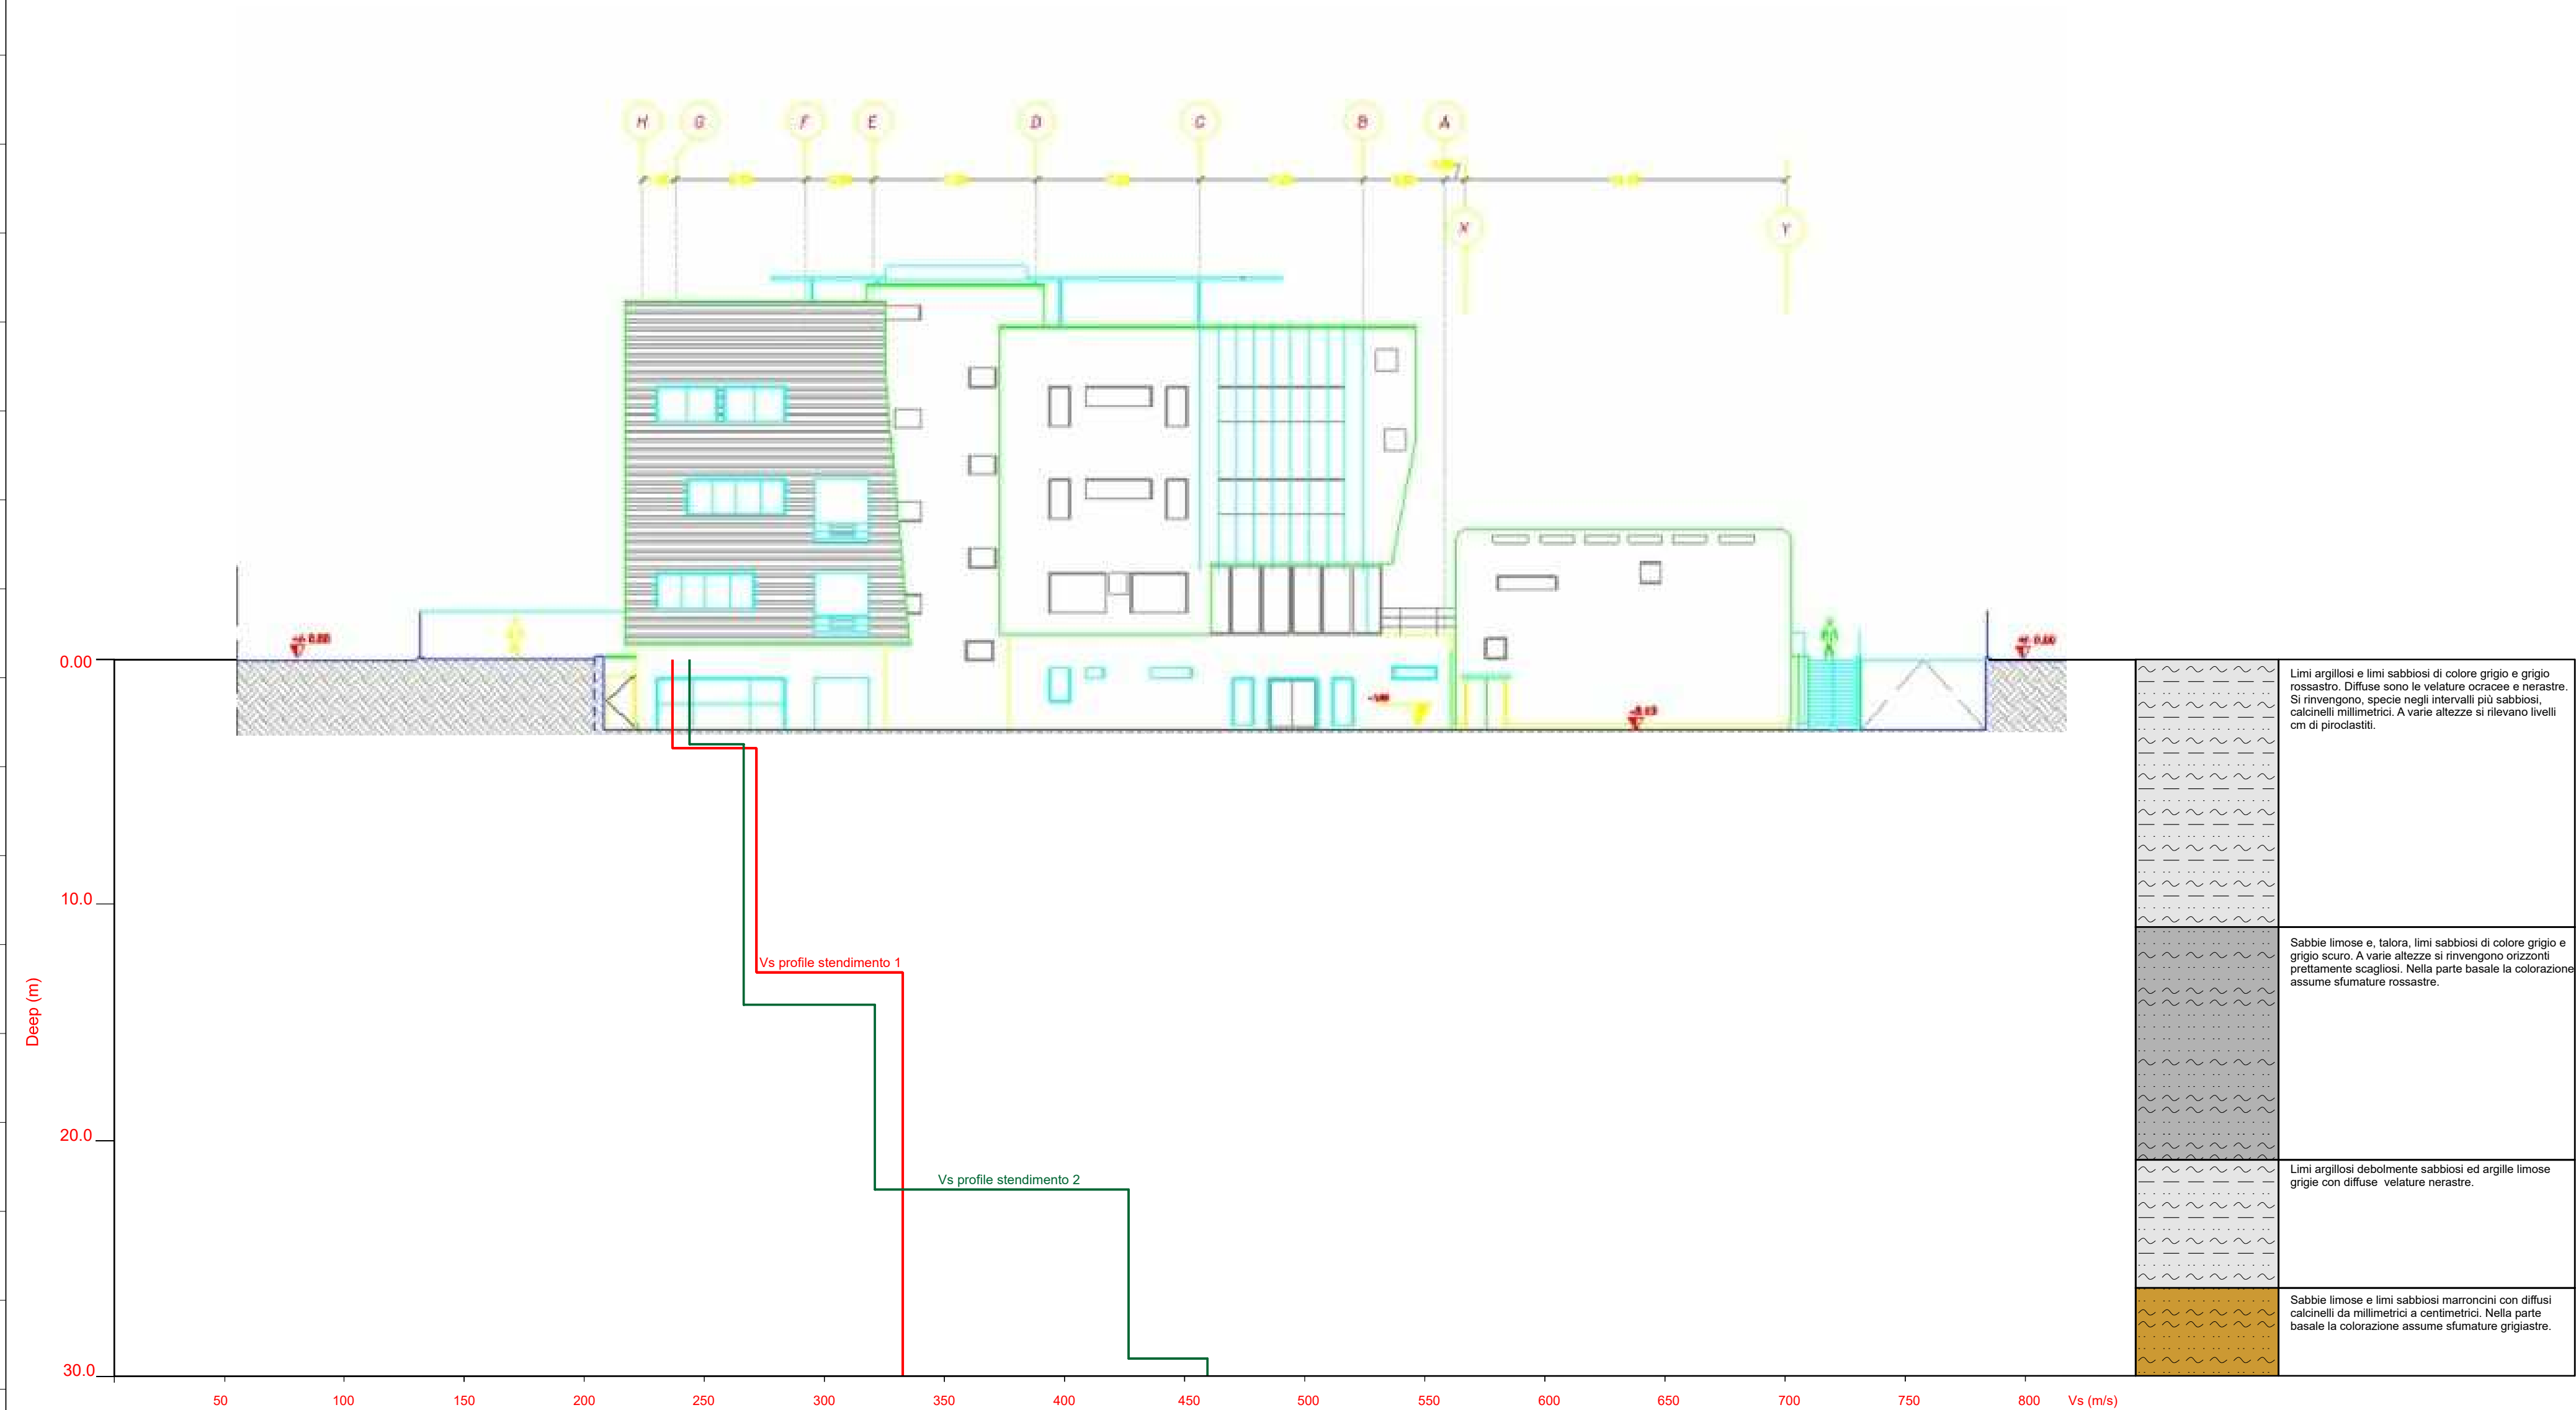 H
G
F
E
D
C
B
A
X
Y
0.00
10.0
20.0
30.0
Deep (m)
Vs profile stendimento 1
Vs profile stendimento 2
50
100
150
200
250
300
350
400
450
500
550
600
650
700
750
800
Vs (m/s)
Limi argillosi e limi sabbiosi di colore grigio e grigio
rossastro. Diffuse sono le velature ocracee e nerastre.
Si rinvengono, specie negli intervalli più sabbiosi,
calcinelli millimetrici. A varie altezze si rilevano livelli
cm di piroclastiti.
Sabbie limose e, talora, limi sabbiosi di colore grigio e
grigio scuro. A varie altezze si rinvengono orizzonti
prettamente scagliosi. Nella parte basale la colorazione
assume sfumature rossastre.
Limi argillosi debolmente sabbiosi ed argille limose
grigie con diffuse velature nerastre.
Sabbie limose e limi sabbiosi marroncini con diffusi
calcinelli da millimetrici a centimetrici. Nella parte
basale la colorazione assume sfumature grigiastre.